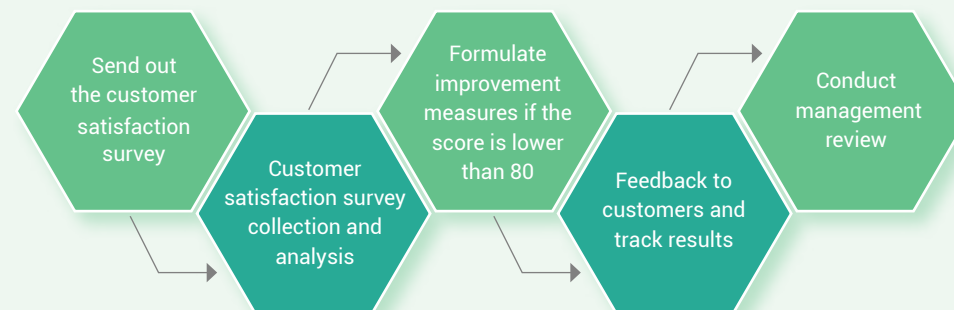 Send out
the customer
satisfaction
survey
Customer
satisfaction survey
collection and
analysis
Formulate
improvement
measures if the
score is lower
than 80
Feedback to
customers and
track results
Conduct
management
review